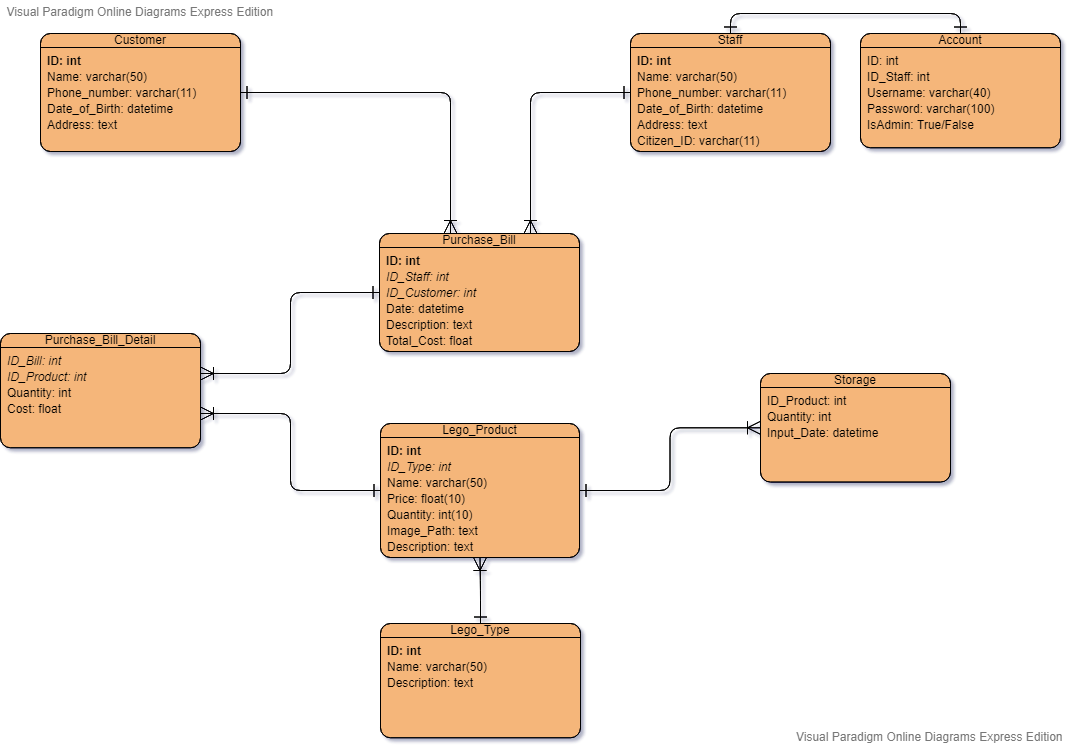 Visual Paradigm Online Diagrams Express Edition
Customer
ID: int
Name: varchar(50)
Phone_number: varchar(11)
Date_of_Birth: datetime
Address: text
Staff
ID: int
Name: varchar(50)
Phone_number: varchar(11)
Date_of_Birth: datetime
Address: text
Citizen_ID: varchar(11)
Account
ID: int
ID_Staff: int
Username: varchar(40)
Password: varchar(100)
IsAdmin: True/False
Purchase_Bill
ID: int
ID_Staff: int
ID_Customer: int
Date: datetime
Description: text
Total_Cost: float
Purchase_Bill_Detail
ID_Bill: int
ID_Product: int
Quantity: int
Cost: float
Lego_Product
ID: int
ID_Type: int
Name: varchar(50)
Price: float(10)
Quantity: int(10)
Image_Path: text
Description: text
Storage
ID_Product: int
Quantity: int
Input_Date: datetime
Lego_Type
ID: int
Name: varchar(50)
Description: text
Visual Paradigm Online Diagrams Express Edition